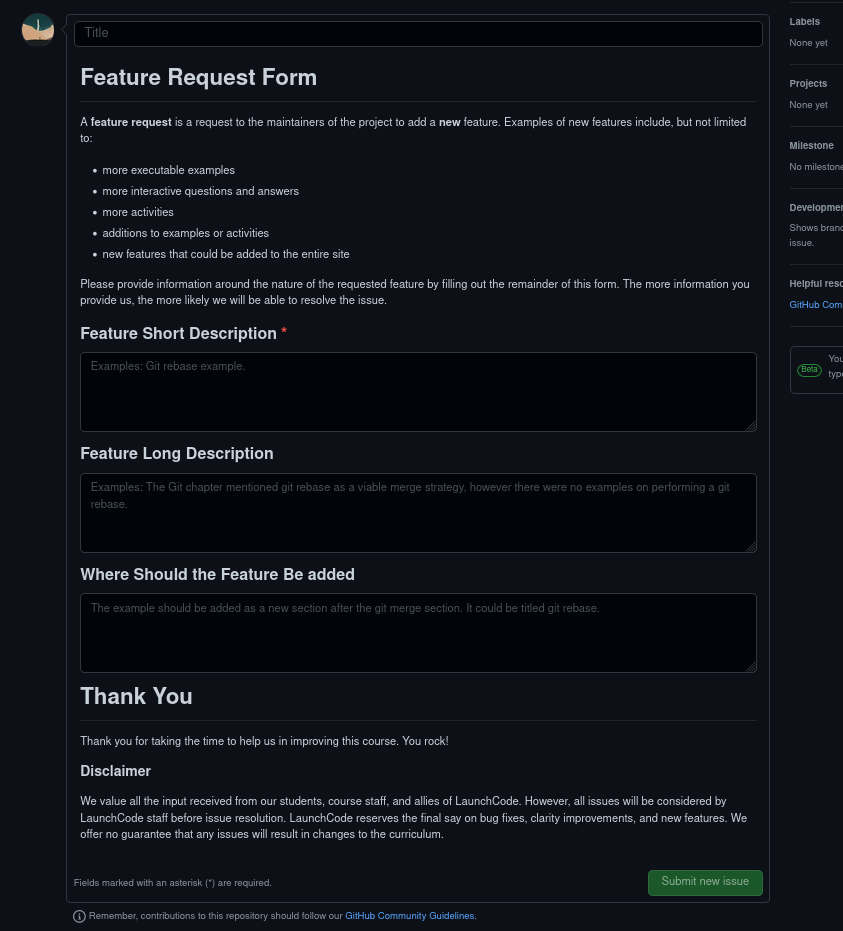 Title
Feature Request Form
A feature request is a request to the maintainers of the project to add a new feature. Examples of new features include, but not limited
to:
• more executable examples
• more interactive questions and answers
• more activities
• additions to examples or activities
• new features that could be added to the entire site
Please provide information around the nature of the requested feature by filling out the remainder of this form. The more information you
provide us, the more likely we will be able to resolve the issue.
Feature Short Description *
Examples: Git rebase example.
Feature Long Description
Examples: The Git chapter mentioned git rebase as a viable merge strategy, however there were no examples on performing a git
rebase.
Where Should the Feature Be added
The example should be added as a new section after the git merge section. It could be titled git rebase.
Thank You
Thank you for taking the time to help us in improving this course. You rock!
Disclaimer
We value all the input received from our students, course staff, and allies of LaunchCode. However, all issues will be considered by
LaunchCode staff before issue resolution. LaunchCode reserves the final say on bug fixes, clarity improvements, and new features. We
offer no guarantee that any issues will result in changes to the curriculum.
Fields marked with an asterisk (*) are required.
Submit new issue
Remember, contributions to this repository should follow our GitHub Community Guidelines.
Labels
None yet
Projects
None yet
Milestone
No milestone
Developme
Shows branc
issue.
Helpful reso
GitHub Com
Beta
You
type